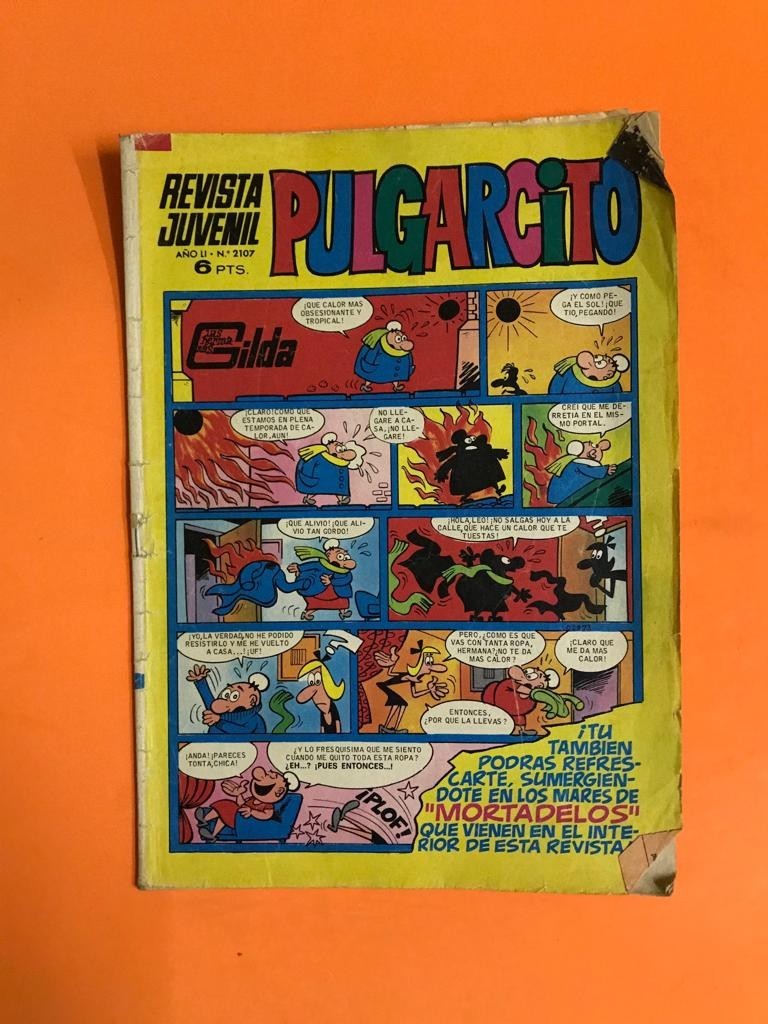 REVISTA
JUVENIL
PULGARCITO
AÑO LI • N.º 2107
6 PTS.
las
herma
nas
Gilda
¡QUE CALOR MAS
OBSESIONANTE Y
TROPICAL!
¡Y COMO PE-
GA EL SOL! ¡QUE
TIO, PEGANDO!
¡CLARO! COMO QUE
ESTAMOS EN PLENA
TEMPORADA DE CA-
LOR, AUN!
NO LLE-
GARE A CA-
SA, ¡NO LLE-
GARE!
CREI QUE ME DE-
RRETIA EN EL MIS-
MO PORTAL.
¡QUE ALIVIO! ¡QUE ALI-
VIO TAN GORDO!
¡HOLA, LEO! ¡NO SALGAS HOY A LA
CALLE, QUE HACE UN CALOR QUE TE
TUESTAS!
¡YO, LA VERDAD, NO HE PODIDO
RESISTIRLO Y ME HE VUELTO
A CASA...! ¡UF!
PERO, ¿COMO ES QUE
VAS CON TANTA ROPA,
HERMANA? ¿NO TE DA
MAS CALOR?
¡CLARO QUE
ME DA MAS
CALOR!
ENTONCES,
¿POR QUE LA LLEVAS?
¡ANDA! ¡PARECES
TONTA, CHICA!
¿Y LO FRESQUISIMA QUE ME SIENTO
CUANDO ME QUITO TODA ESTA ROPA?
¿EH...? ¡PUES ENTONCES...!
¡PLOF!
¡TU
TAMBIEN
PODRAS REFRES-
CARTE, SUMERGIEN-
DOTE EN LOS MARES DE
"MORTADELOS"
QUE VIENEN EN EL INTE-
RIOR DE ESTA REVISTA!